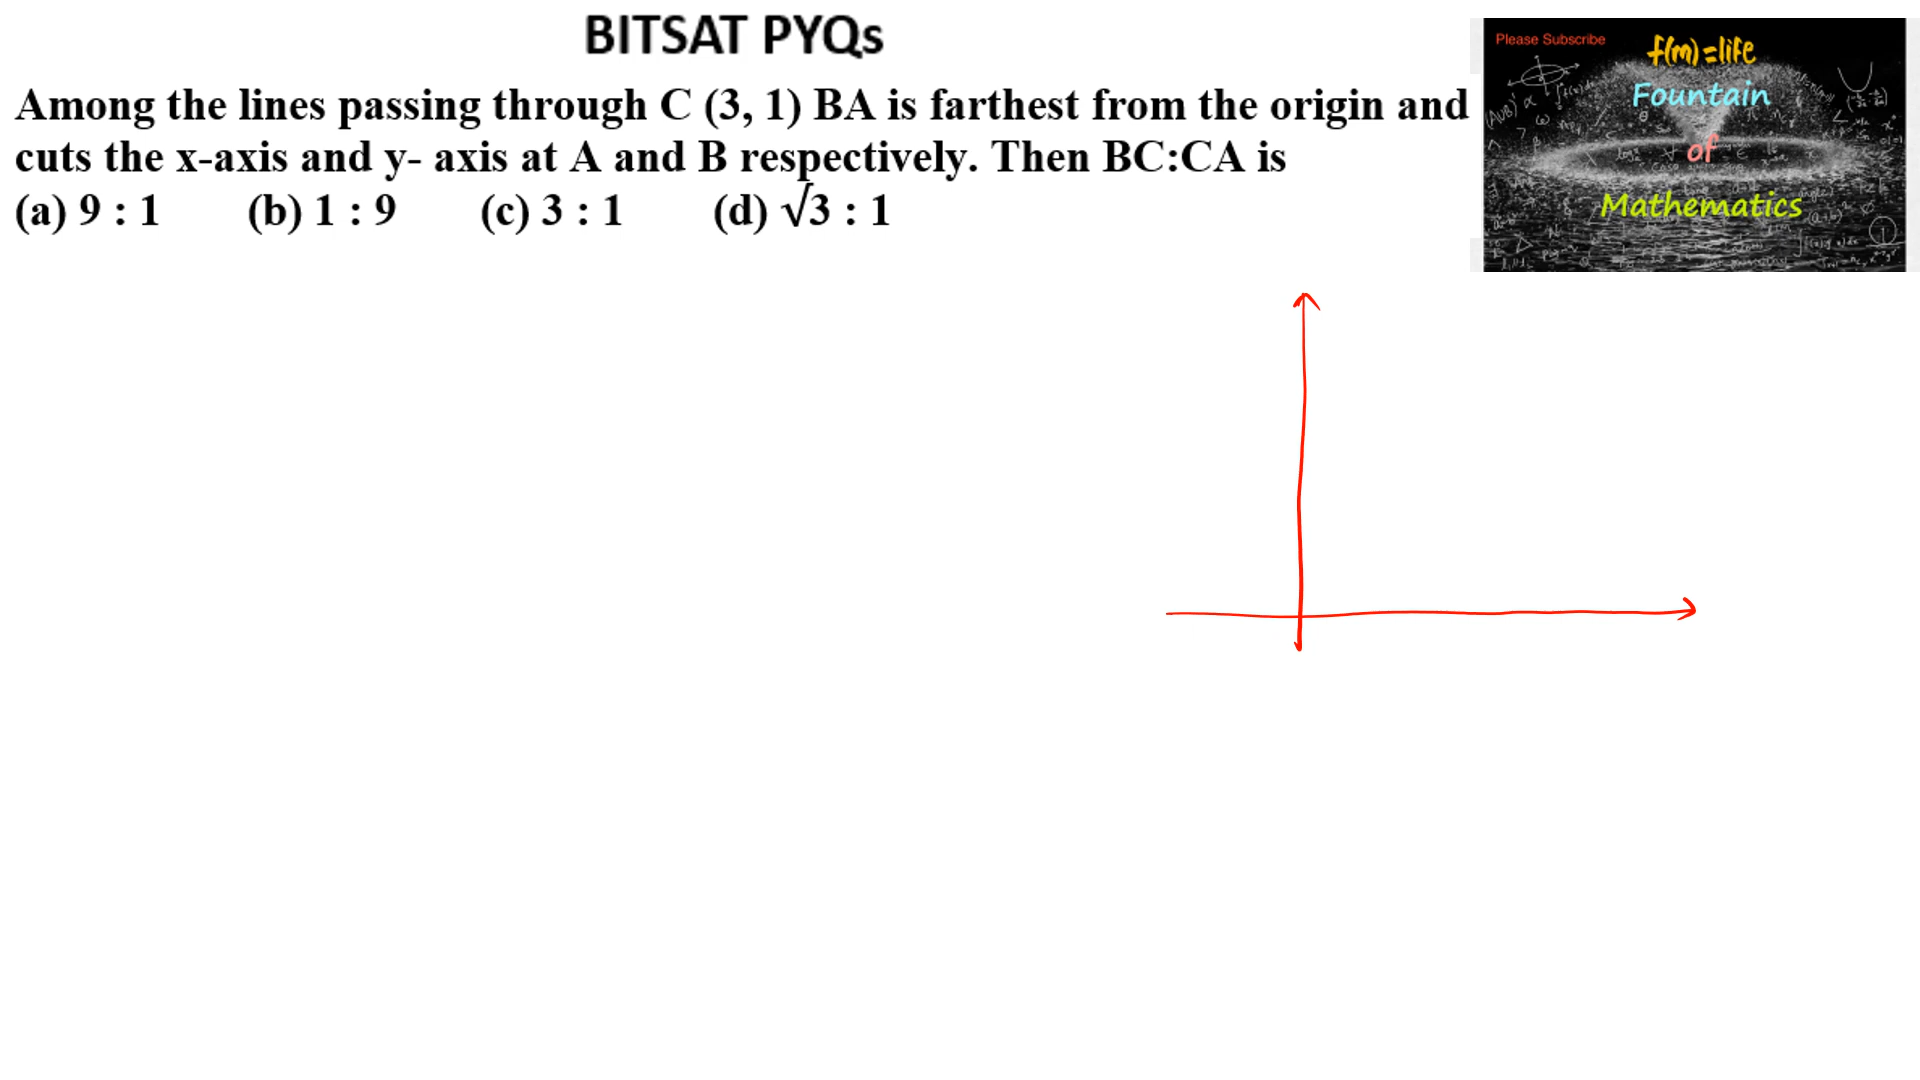 BITSAT PYQs
Among the lines passing through C (3, 1) BA is farthest from the origin and
cuts the x-axis and y- axis at A and B respectively. Then BC:CA is
(a) 9 : 1 (b) 1 : 9 (c) 3 : 1 (d) √3 : 1
Please Subscribe
f(m)=life
Fountain
of
Mathematics